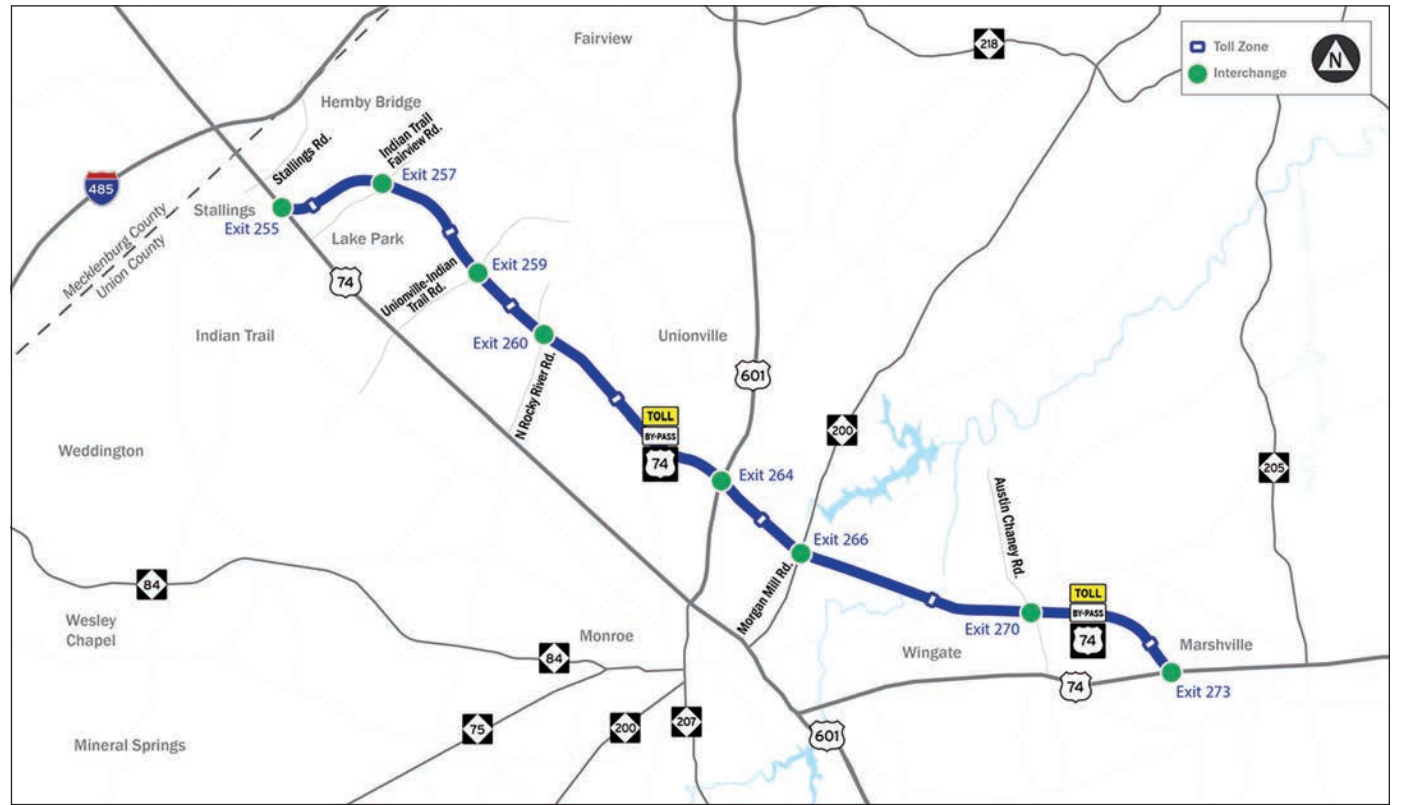 Fairview
218
Toll Zone
Interchange
N
Hemby Bridge
Stallings Rd.
Indian Trail
Fairview Rd.
Exit 257
485
Stallings
Exit 255
Mecklenburg County
Union County
Lake Park
74
Unionville-Indian
Trail Rd.
Exit 259
Indian Trail
Exit 260
Unionville
601
N Rocky River Rd.
TOLL
BY-PASS
74
200
Weddington
Exit 264
205
Austin Chaney Rd.
Exit 266
84
Morgan Mill Rd.
TOLL
BY-PASS
74
Wesley
Chapel
Monroe
84
Exit 270
Wingate
Marshville
74
Exit 273
75
200
207
601
Mineral Springs